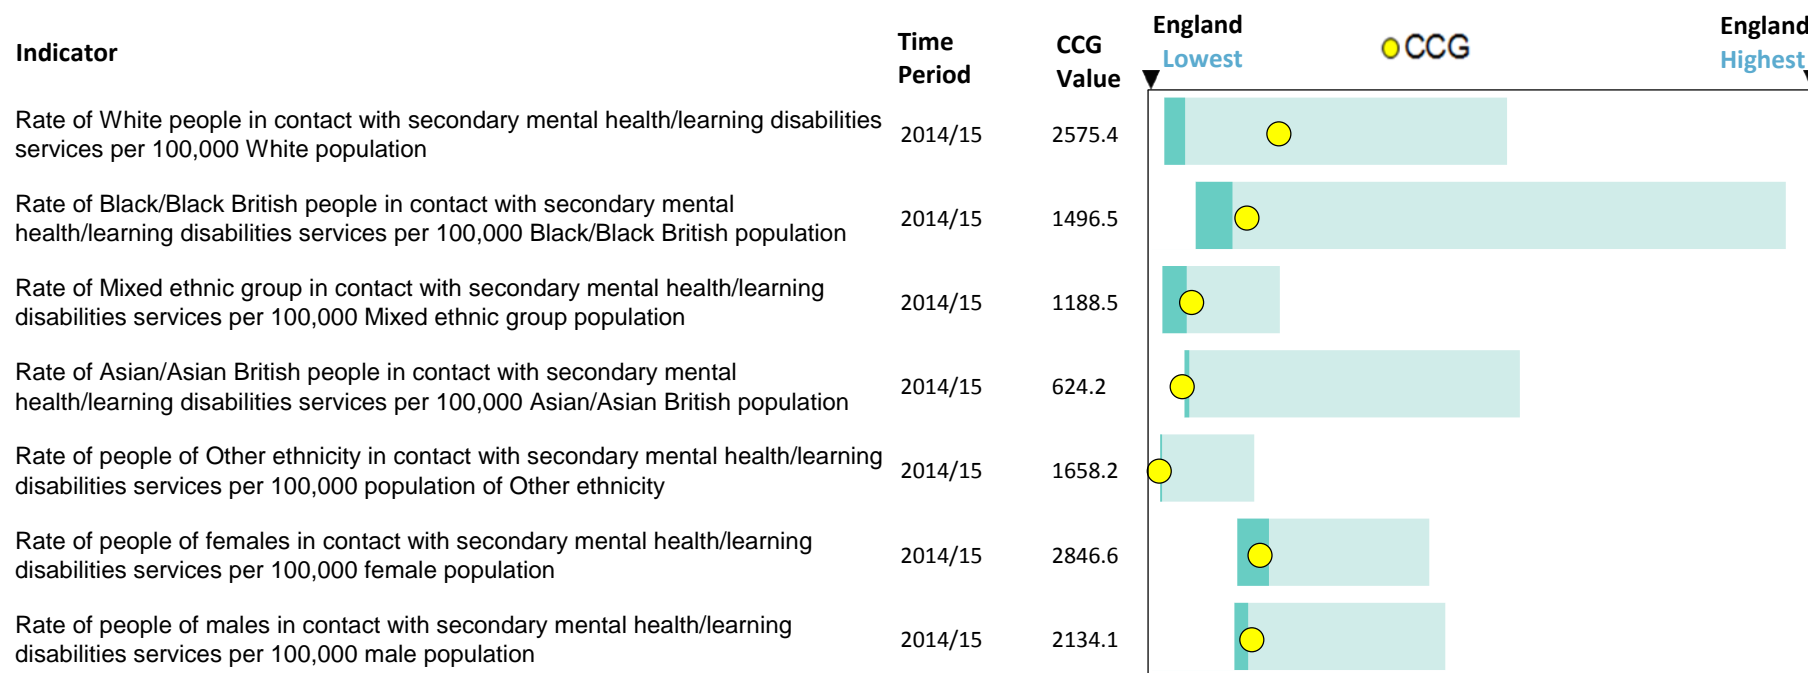 Indicator
Time
Period
CCG
Value
England
Lowest
CCG
England
Highest
Rate of White people in contact with secondary mental health/learning disabilities
services per 100,000 White population
2014/15
2575.4
Rate of Black/Black British people in contact with secondary mental
health/learning disabilities services per 100,000 Black/Black British population
2014/15
1496.5
Rate of Mixed ethnic group in contact with secondary mental health/learning
disabilities services per 100,000 Mixed ethnic group population
2014/15
1188.5
Rate of Asian/Asian British people in contact with secondary mental
health/learning disabilities services per 100,000 Asian/Asian British population
2014/15
624.2
Rate of people of Other ethnicity in contact with secondary mental health/learning
disabilities services per 100,000 population of Other ethnicity
2014/15
1658.2
Rate of people of females in contact with secondary mental health/learning
disabilities services per 100,000 female population
2014/15
2846.6
Rate of people of males in contact with secondary mental health/learning
disabilities services per 100,000 male population
2014/15
2134.1